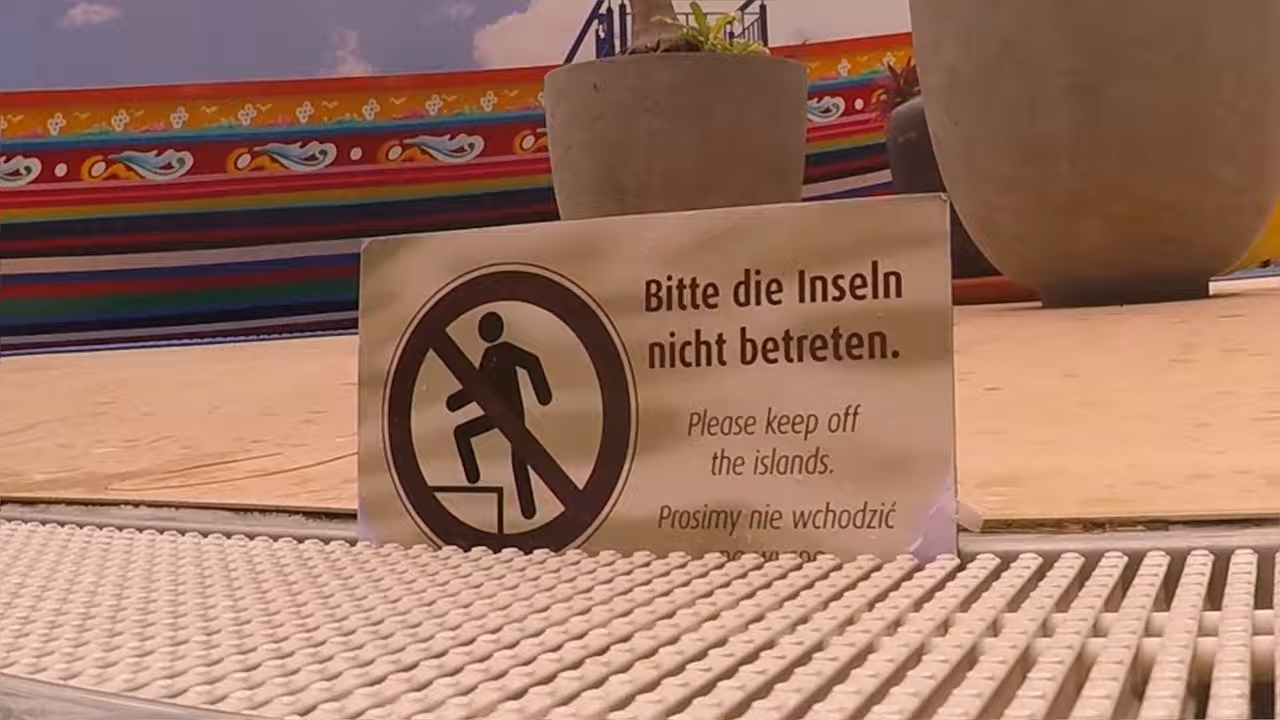 Bitte die Inseln
nicht betreten.
Please keep off
the islands.
Prosimy nie wchodzić